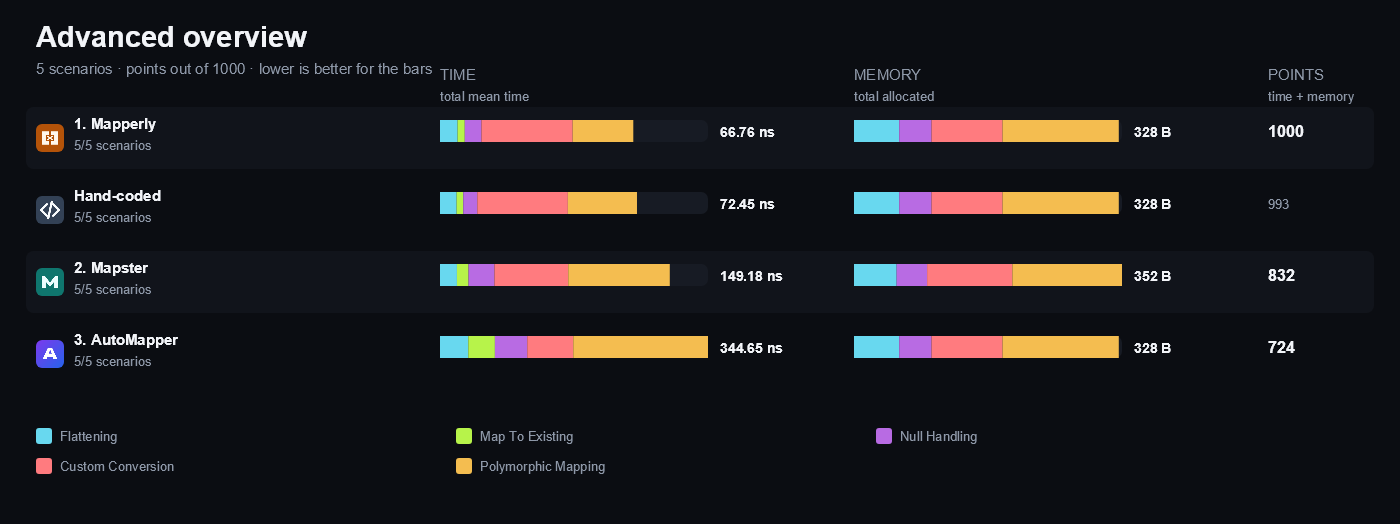 Advanced overview
5 scenarios · points out of 1000 · lower is better for the bars
TIME
total mean time
MEMORY
total allocated
POINTS
time + memory
1. Mapperly
5/5 scenarios
66.76 ns
328 B
1000
Hand-coded
5/5 scenarios
72.45 ns
328 B
993
M
2. Mapster
5/5 scenarios
149.18 ns
352 B
832
A
3. AutoMapper
5/5 scenarios
344.65 ns
328 B
724
Flattening
Map To Existing
Null Handling
Custom Conversion
Polymorphic Mapping